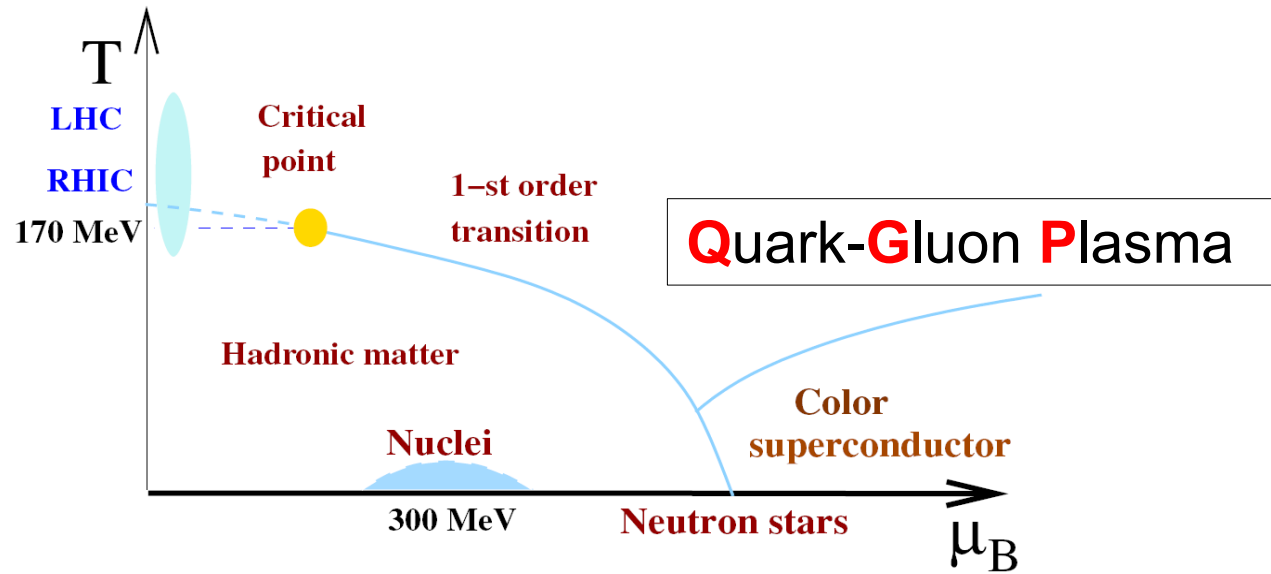 T
LHC
Critical
point
RHIC
1–st order
transition
170 MeV
Quark-Gluon Plasma
Hadronic matter
Color
superconductor
Nuclei
300 MeV
Neutron stars
μB